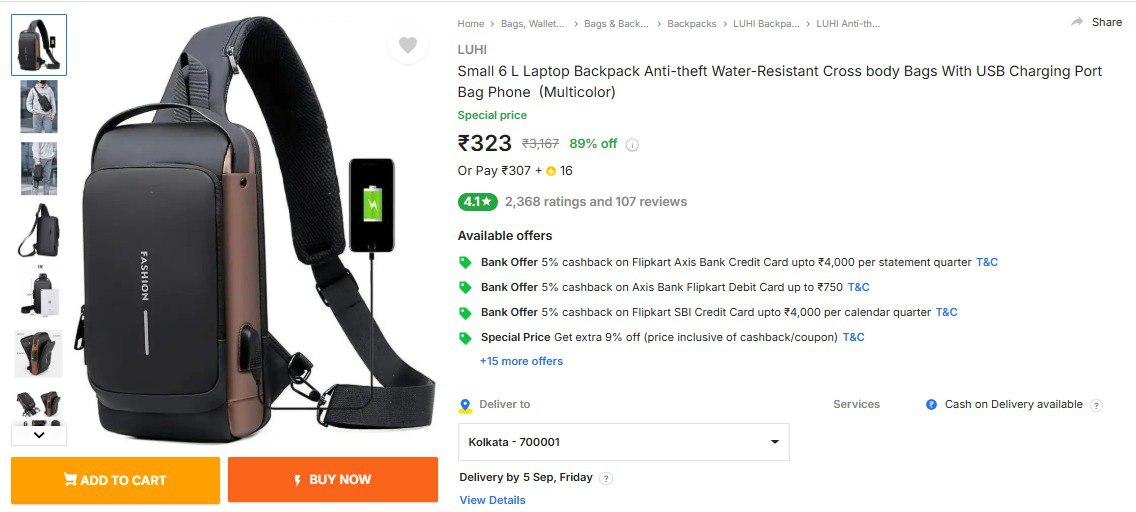 Home > Bags, Wallet... > Bags & Back... > Backpacks > LUHI Backpa... > LUHI Anti-th...
Share
LUHI
Small 6 L Laptop Backpack Anti-theft Water-Resistant Cross body Bags With USB Charging Port
Bag Phone (Multicolor)
Special price
₹323 ₹3,167 89% off
Or Pay ₹307 + 16
4.1★ 2,368 ratings and 107 reviews
Available offers
Bank Offer 5% cashback on Flipkart Axis Bank Credit Card upto ₹4,000 per statement quarter T&C
Bank Offer 5% cashback on Axis Bank Flipkart Debit Card up to ₹750 T&C
Bank Offer 5% cashback on Flipkart SBI Credit Card upto ₹4,000 per calendar quarter T&C
Special Price Get extra 9% off (price inclusive of cashback/coupon) T&C
+15 more offers
Deliver to
Services
₹ Cash on Delivery available ?
Kolkata - 700001
Delivery by 5 Sep, Friday ?
View Details
FASHION
ADD TO CART
BUY NOW